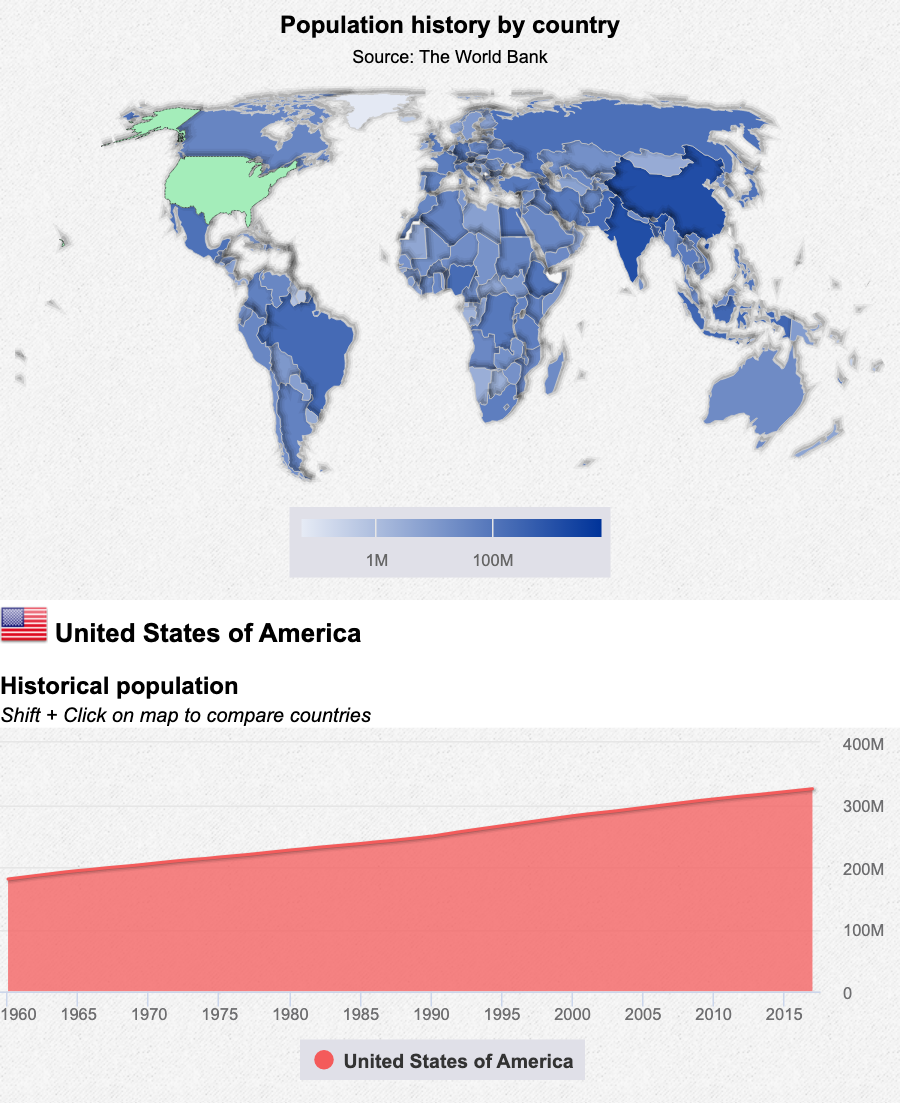 Population history by country
Source: The World Bank
1M 100M
United States of America
Historical population
Shift + Click on map to compare countries
400M
300M
200M
100M
0
1960 1965 1970 1975 1980 1985 1990 1995 2000 2005 2010 2015
United States of America